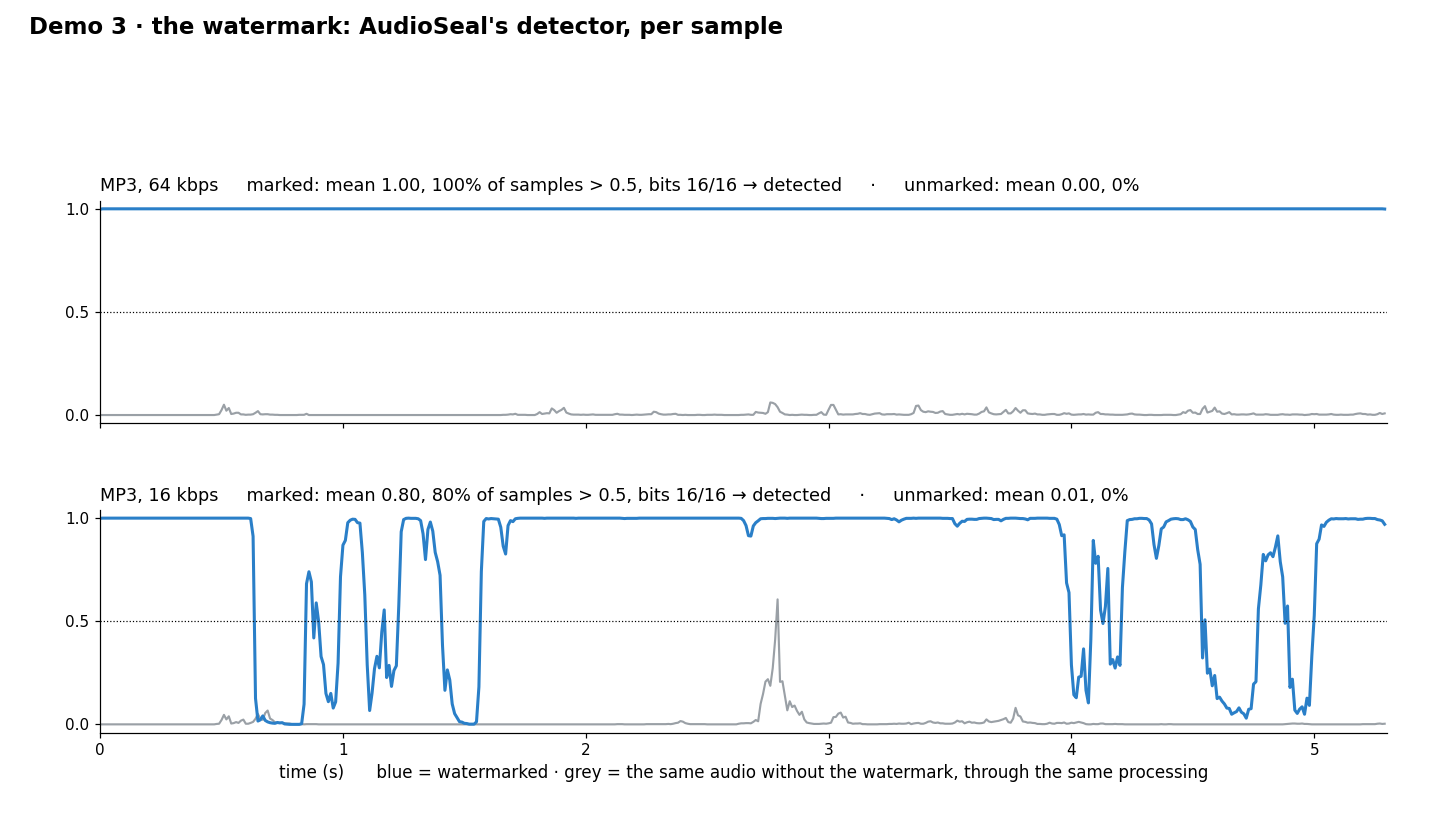 Demo 3 · the watermark: AudioSeal's detector, per sample
MP3, 64 kbps marked: mean 1.00, 100% of samples > 0.5, bits 16/16 → detected · unmarked: mean 0.00, 0%
1.0
0.5
0.0
MP3, 16 kbps marked: mean 0.80, 80% of samples > 0.5, bits 16/16 → detected · unmarked: mean 0.01, 0%
1.0
0.5
0.0
0 1 2 3 4 5
time (s) blue = watermarked · grey = the same audio without the watermark, through the same processing